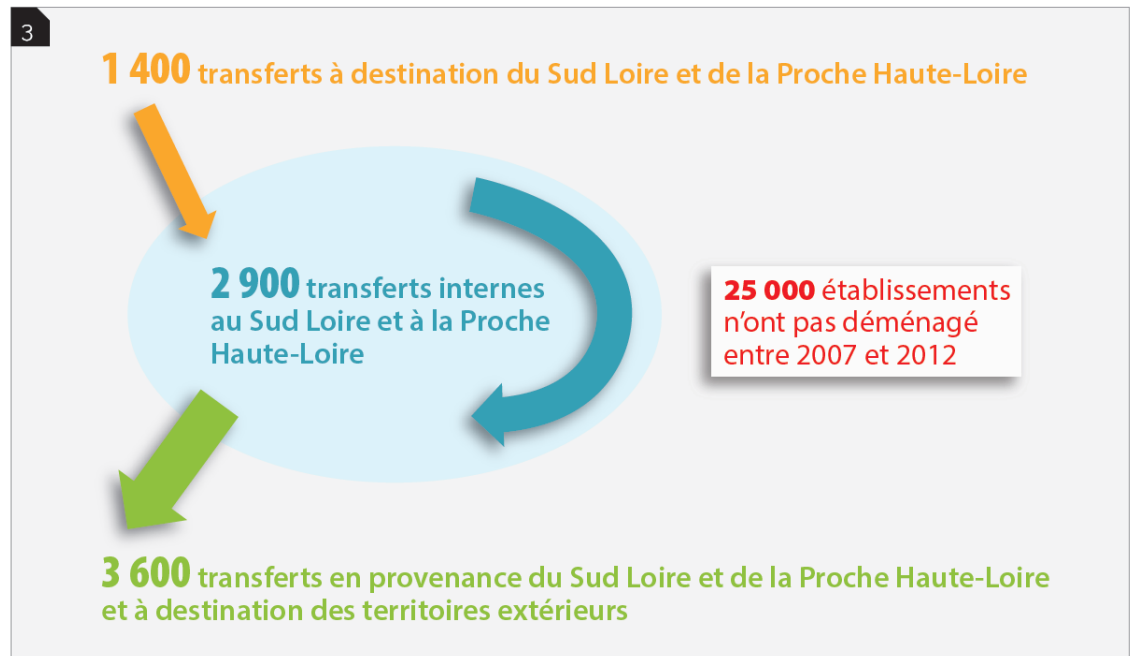 3
1 400 transferts à destination du Sud Loire et de la Proche Haute-Loire
2 900 transferts internes
au Sud Loire et à la Proche
Haute-Loire
25 000 établissements
n'ont pas déménagé
entre 2007 et 2012
3 600 transferts en provenance du Sud Loire et de la Proche Haute-Loire
et à destination des territoires extérieurs